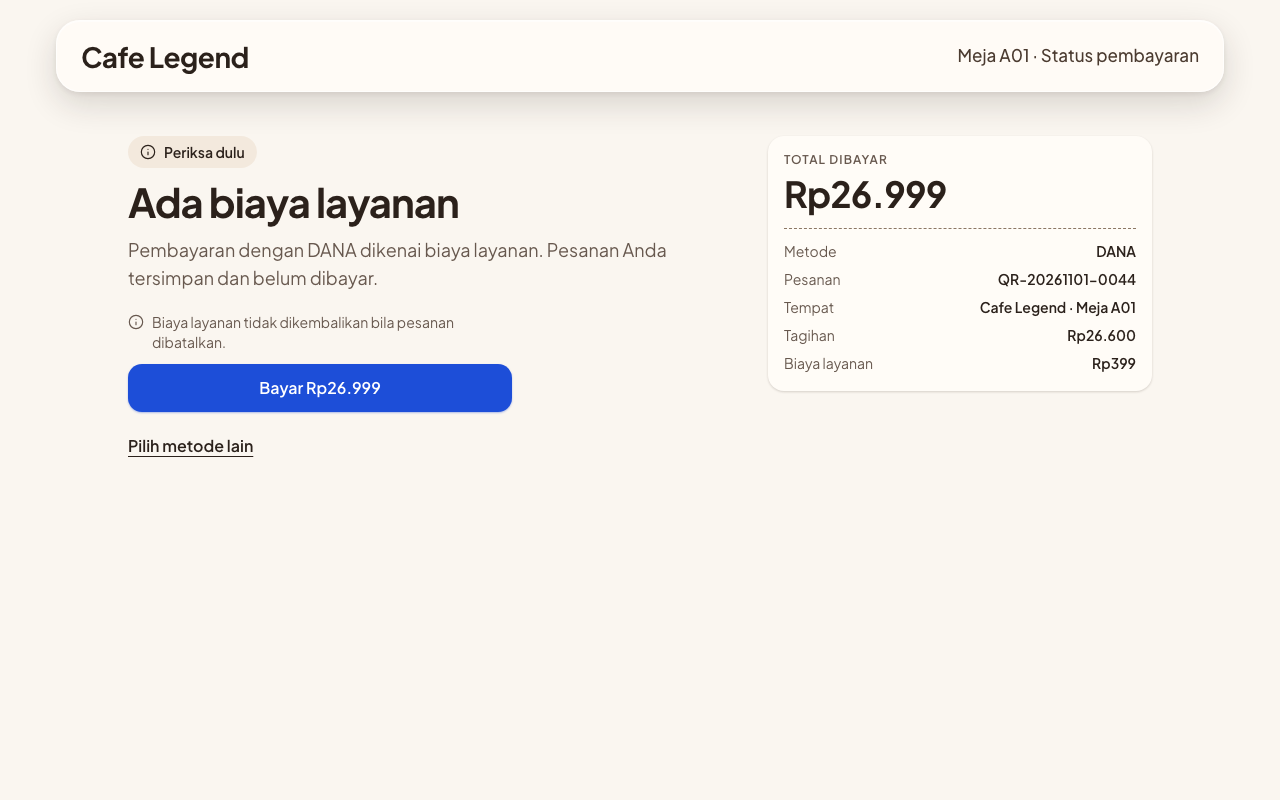 Cafe Legend
Meja A01 · Status pembayaran
Periksa dulu
Ada biaya layanan
Pembayaran dengan DANA dikenai biaya layanan. Pesanan Anda
tersimpan dan belum dibayar.
Biaya layanan tidak dikembalikan bila pesanan
dibatalkan.
Bayar Rp26.999
Pilih metode lain
TOTAL DIBAYAR
Rp26.999
Metode DANA
Pesanan QR-20261101-0044
Tempat Cafe Legend · Meja A01
Tagihan Rp26.600
Biaya layanan Rp399